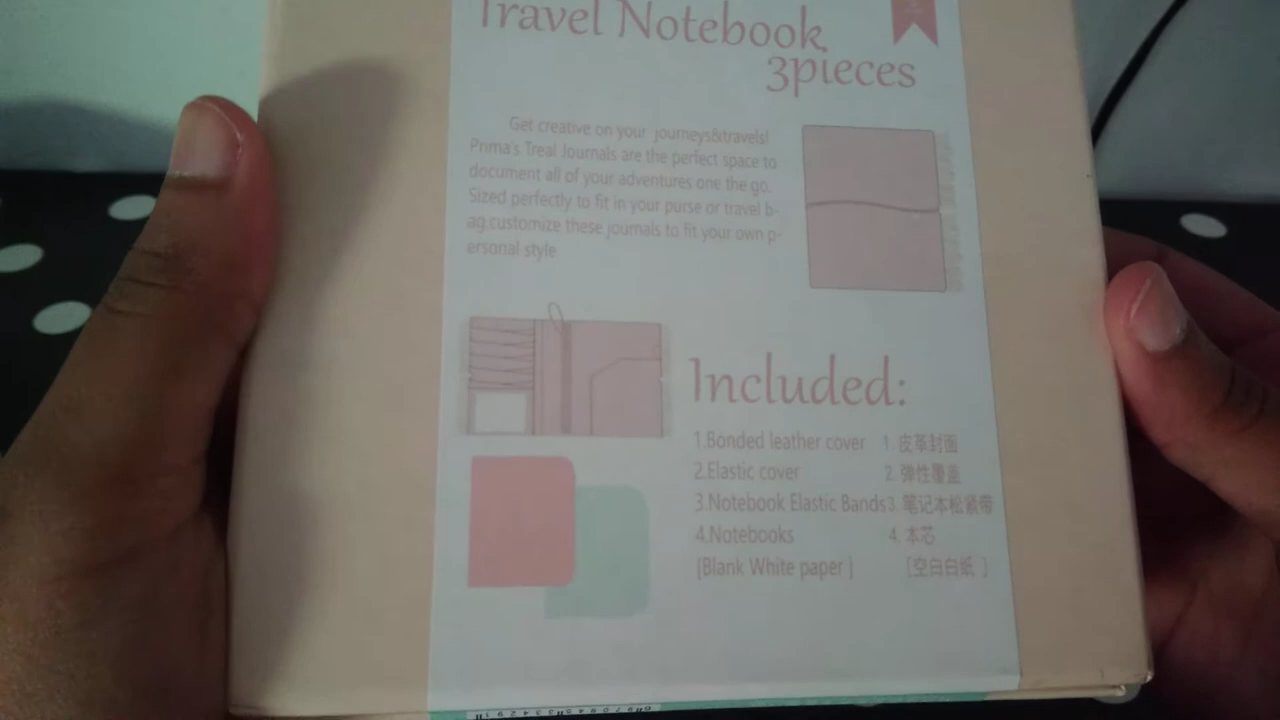 Travel Notebook
3pieces
Get creative on your journeys&travels!
Prima's Treal Journals are the perfect space to
document all of your adventures one the go.
Sized perfectly to fit in your purse or travel b-
ag.customize these journals to fit your own p-
ersonal style
Included:
1.Bonded leather cover 1. 皮革封面
2.Elastic cover 2. 弹性覆盖
3.Notebook Elastic Bands 3. 笔记本松紧带
4.Notebooks 4. 本芯
[Blank White paper ] [空白白纸 ]